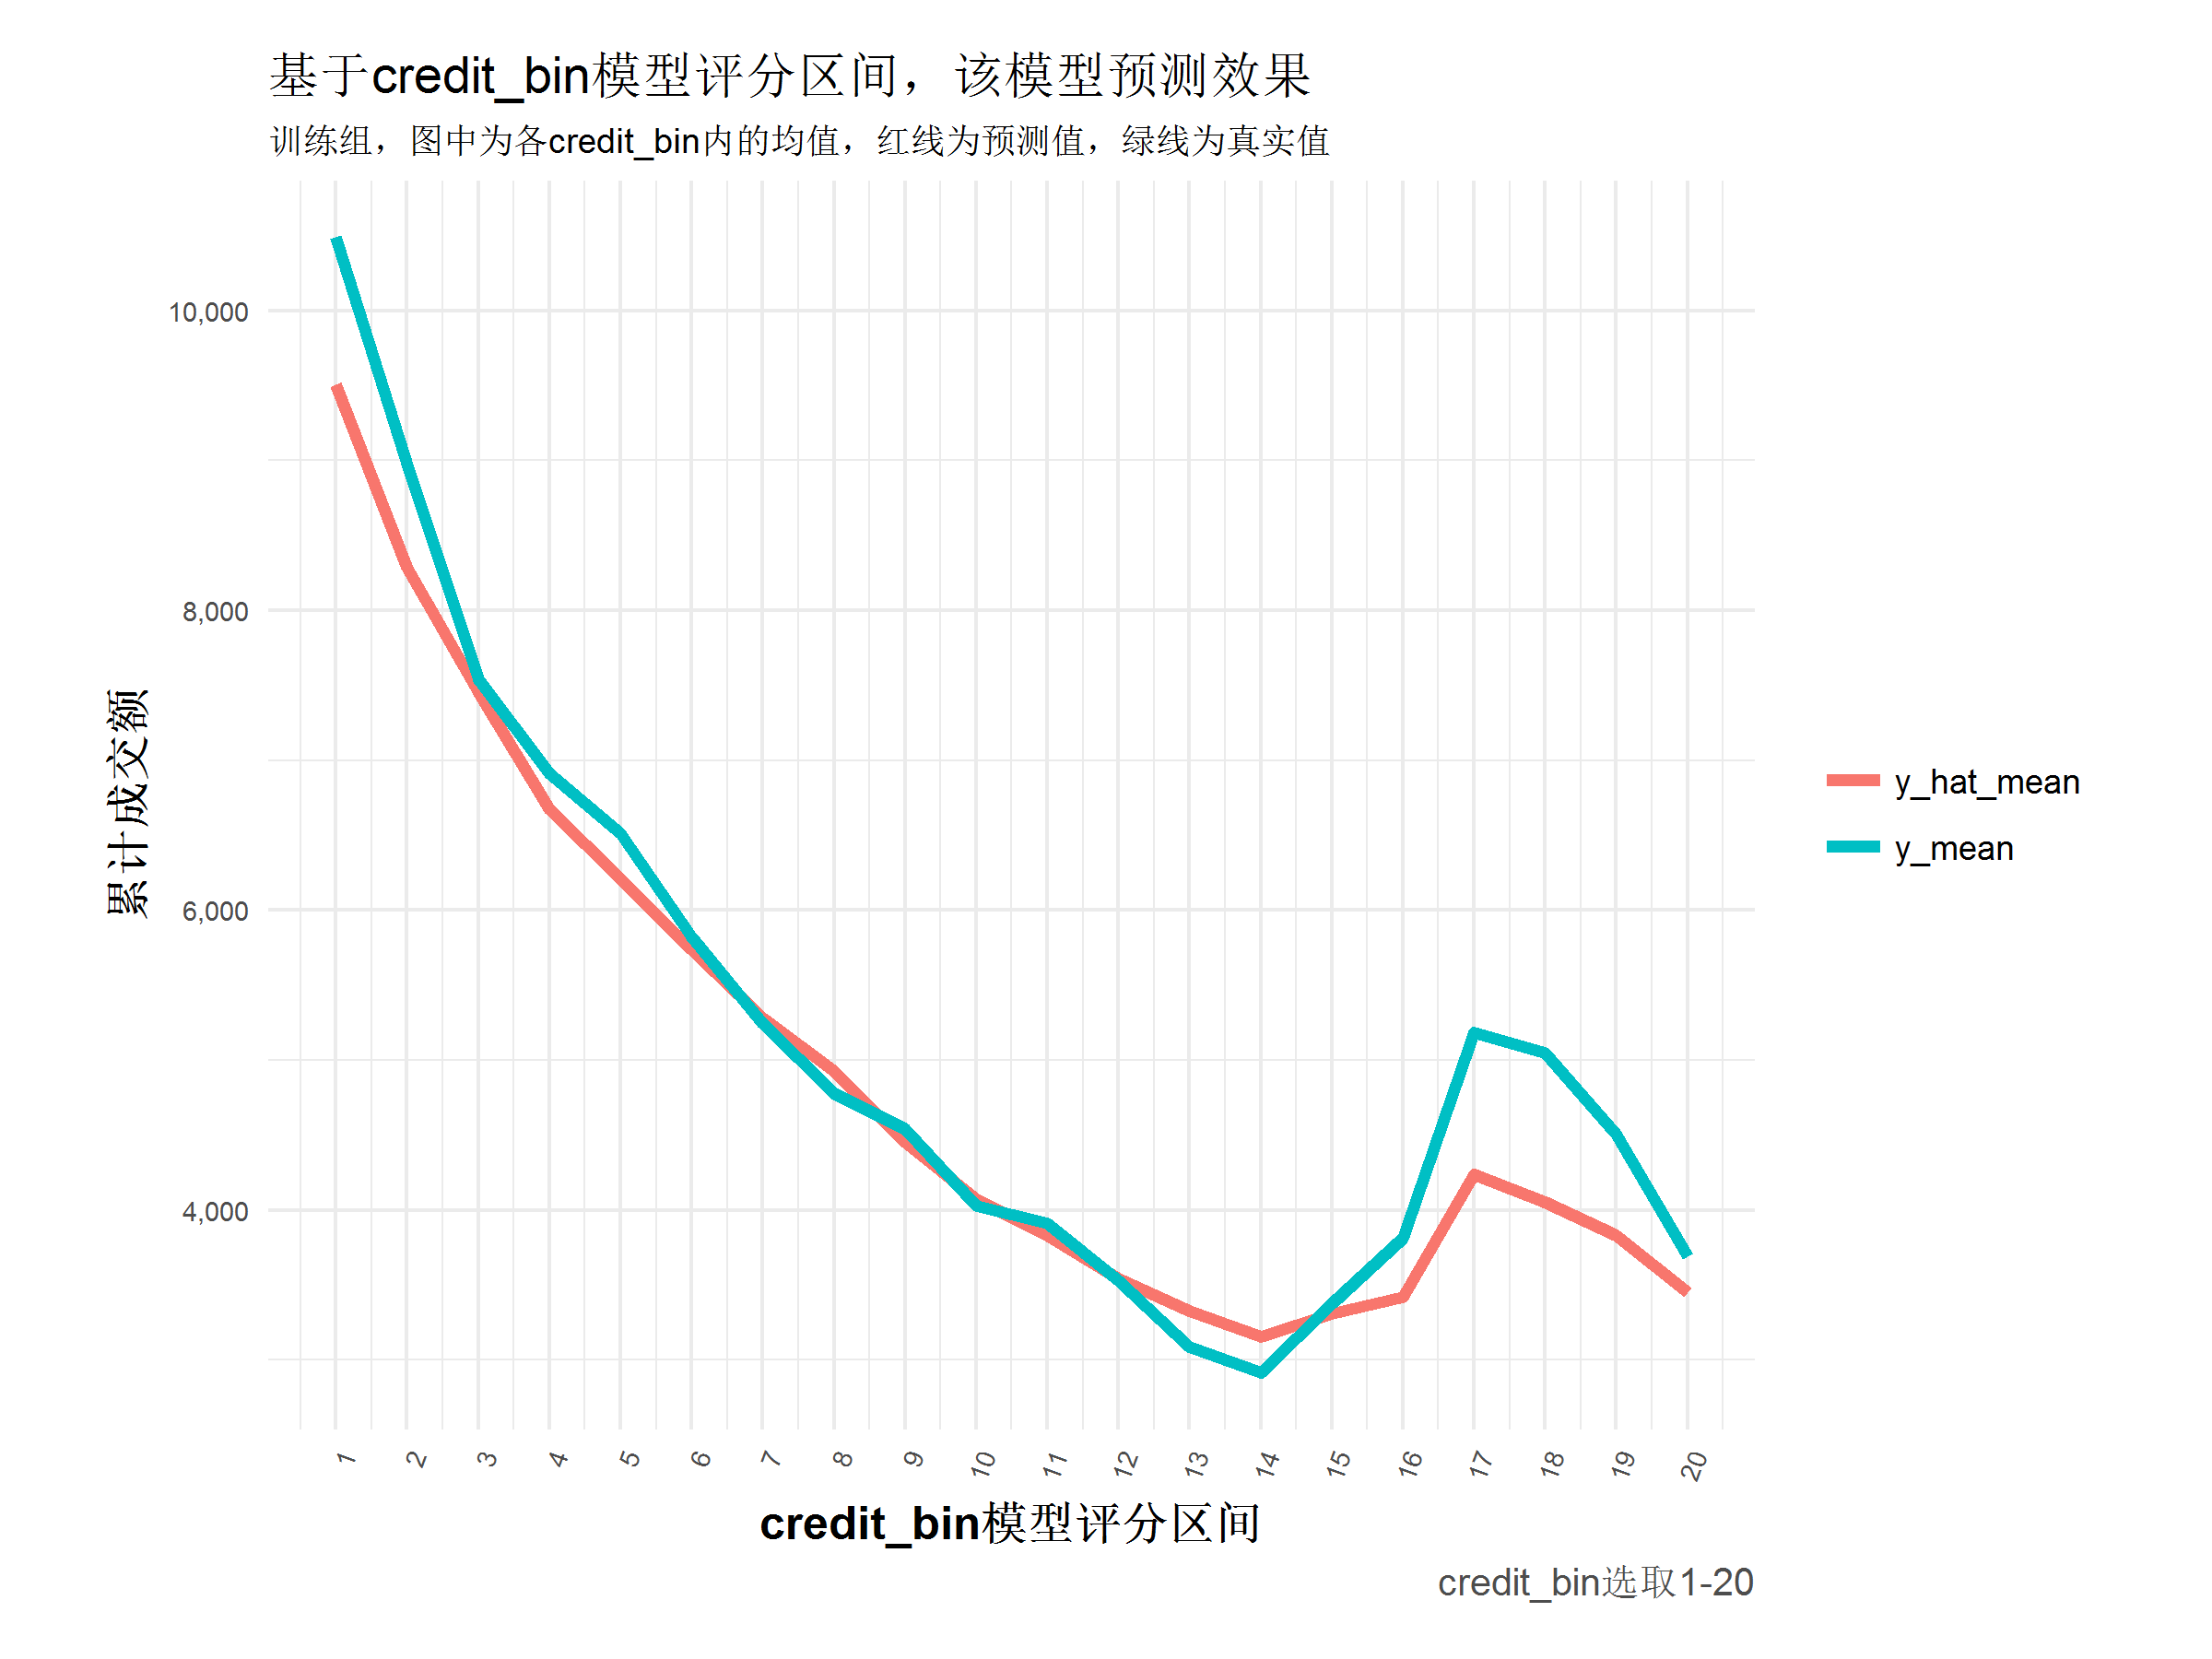 基于credit_bin模型评分区间，该模型预测效果
训练组，图中为各credit_bin内的均值，红线为预测值，绿线为真实值
累计成交额
10,000
8,000
6,000
4,000
y_hat_mean
y_mean
1 2 3 4 5 6 7 8 9 10 11 12 13 14 15 16 17 18 19 20
credit_bin模型评分区间
credit_bin选取1-20